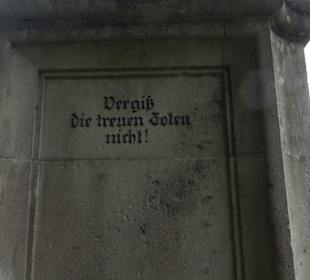 Vergiß
die treuen Toten
nicht!